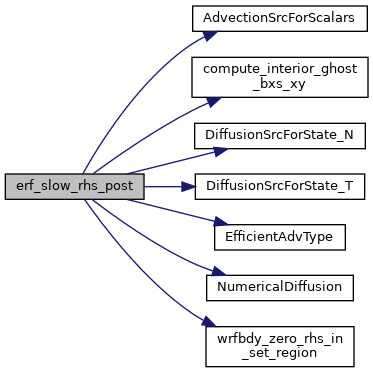 AdvectionSrcForScalars
compute_interior_ghost
_bxs_xy
DiffusionSrcForState_N
erf_slow_rhs_post
DiffusionSrcForState_T
EfficientAdvType
NumericalDiffusion
wrfbdy_zero_rhs_in
_set_region